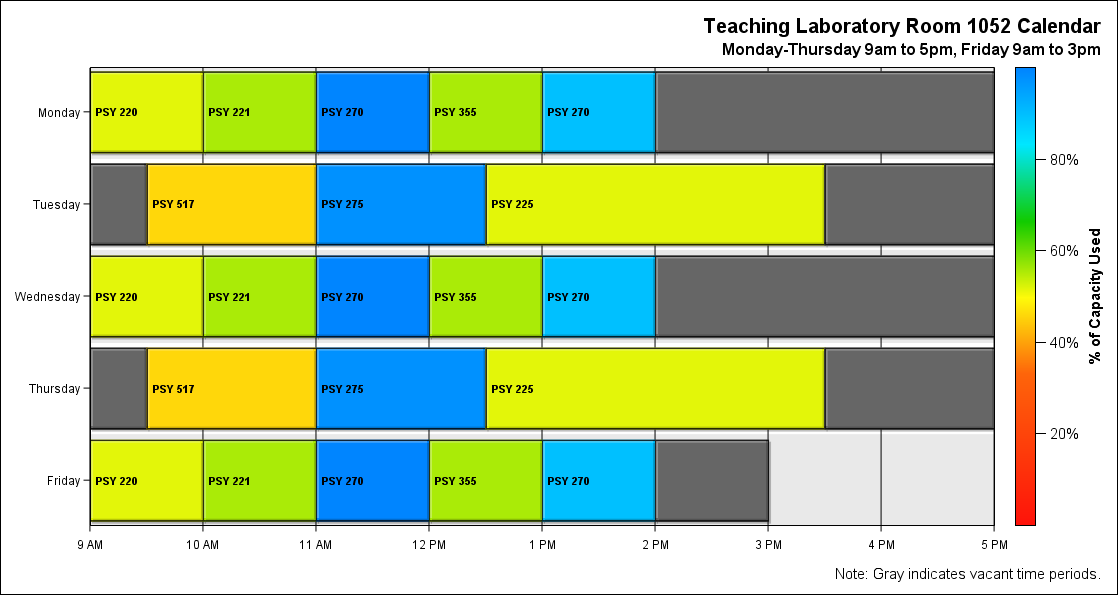 Teaching Laboratory Room 1052 Calendar
Monday-Thursday 9am to 5pm, Friday 9am to 3pm
Monday
PSY 220
PSY 221
PSY 270
PSY 355
PSY 270
Tuesday
PSY 517
PSY 275
PSY 225
Wednesday
PSY 220
PSY 221
PSY 270
PSY 355
PSY 270
Thursday
PSY 517
PSY 275
PSY 225
Friday
PSY 220
PSY 221
PSY 270
PSY 355
PSY 270
9 AM
10 AM
11 AM
12 PM
1 PM
2 PM
3 PM
4 PM
5 PM
80%
60%
40%
20%
% of Capacity Used
Note: Gray indicates vacant time periods.